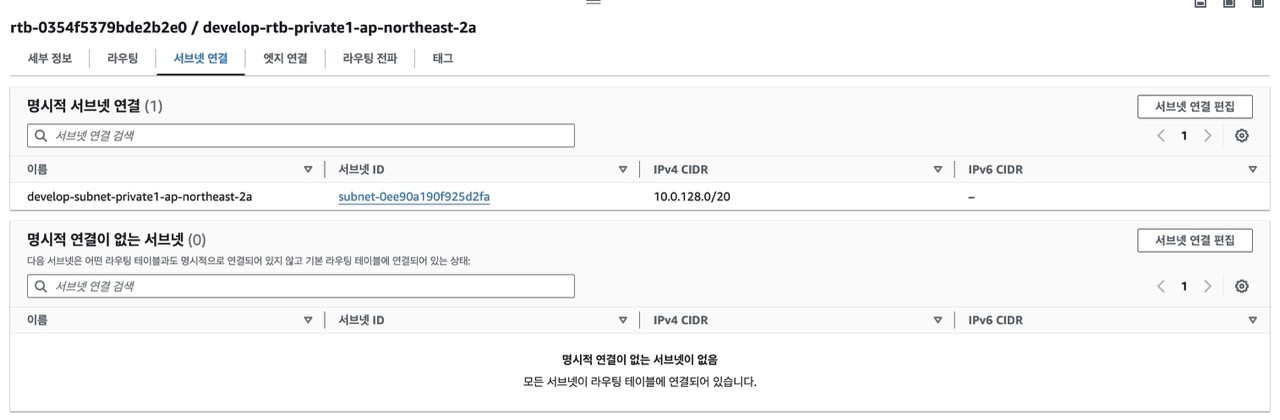 rtb-0354f5379bde2b2e0 / develop-rtb-private1-ap-northeast-2a
세부 정보 라우팅 서브넷 연결 엣지 연결 라우팅 전파 태그
명시적 서브넷 연결 (1) 서브넷 연결 편집
서브넷 연결 검색 1
이름 서브넷 ID IPv4 CIDR IPv6 CIDR
develop-subnet-private1-ap-northeast-2a subnet-0ee90a190f925d2fa 10.0.128.0/20 –
명시적 연결이 없는 서브넷 (0) 서브넷 연결 편집
다음 서브넷은 어떤 라우팅 테이블과도 명시적으로 연결되어 있지 않고 기본 라우팅 테이블에 연결되어 있는 상태:
서브넷 연결 검색 1
이름 서브넷 ID IPv4 CIDR IPv6 CIDR
명시적 연결이 없는 서브넷이 없음
모든 서브넷이 라우팅 테이블에 연결되어 있습니다.